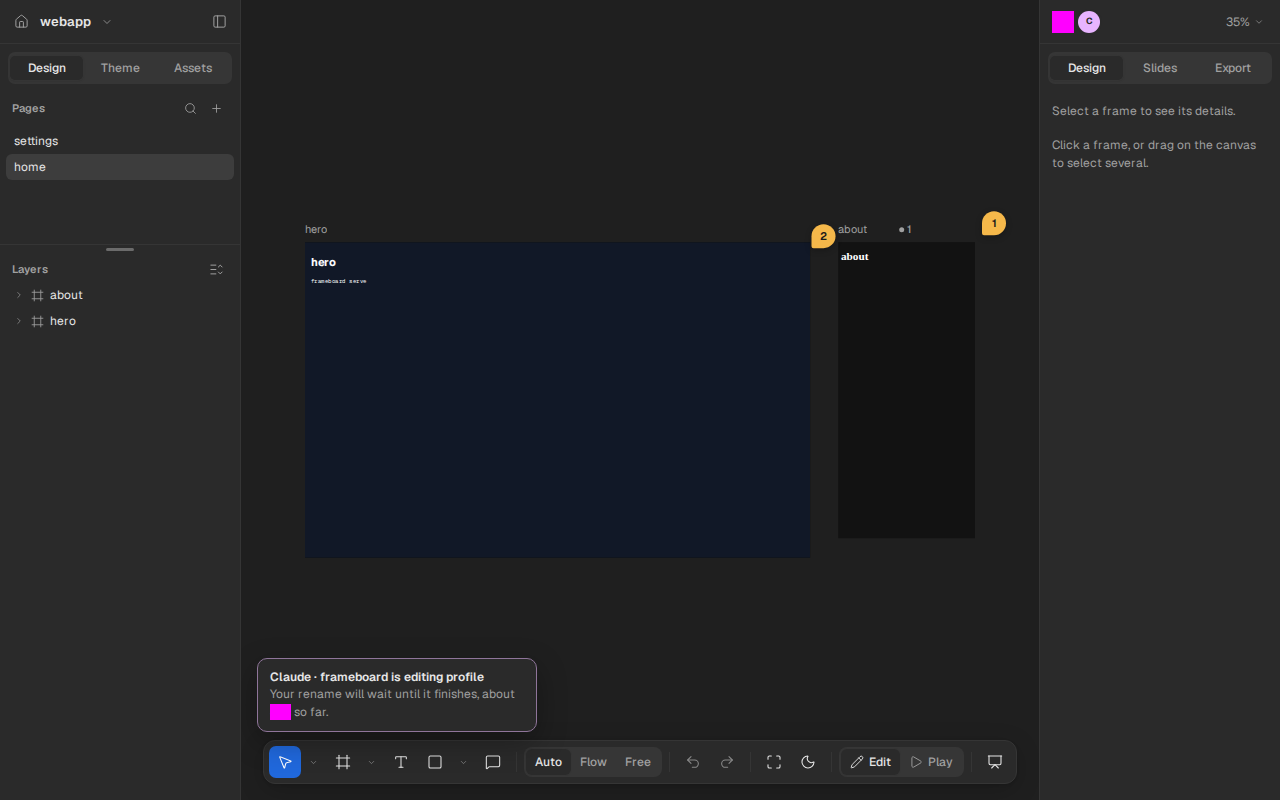 webapp
Design Theme Assets
Pages
settings
home
Layers
about
hero
hero
2
about
1
1
hero
frameboard serve
about
Claude · frameboard is editing profile
Your rename will wait until it finishes, about
so far.
Auto Flow Free
Edit
Play
C
35%
Design Slides Export
Select a frame to see its details.
Click a frame, or drag on the canvas
to select several.